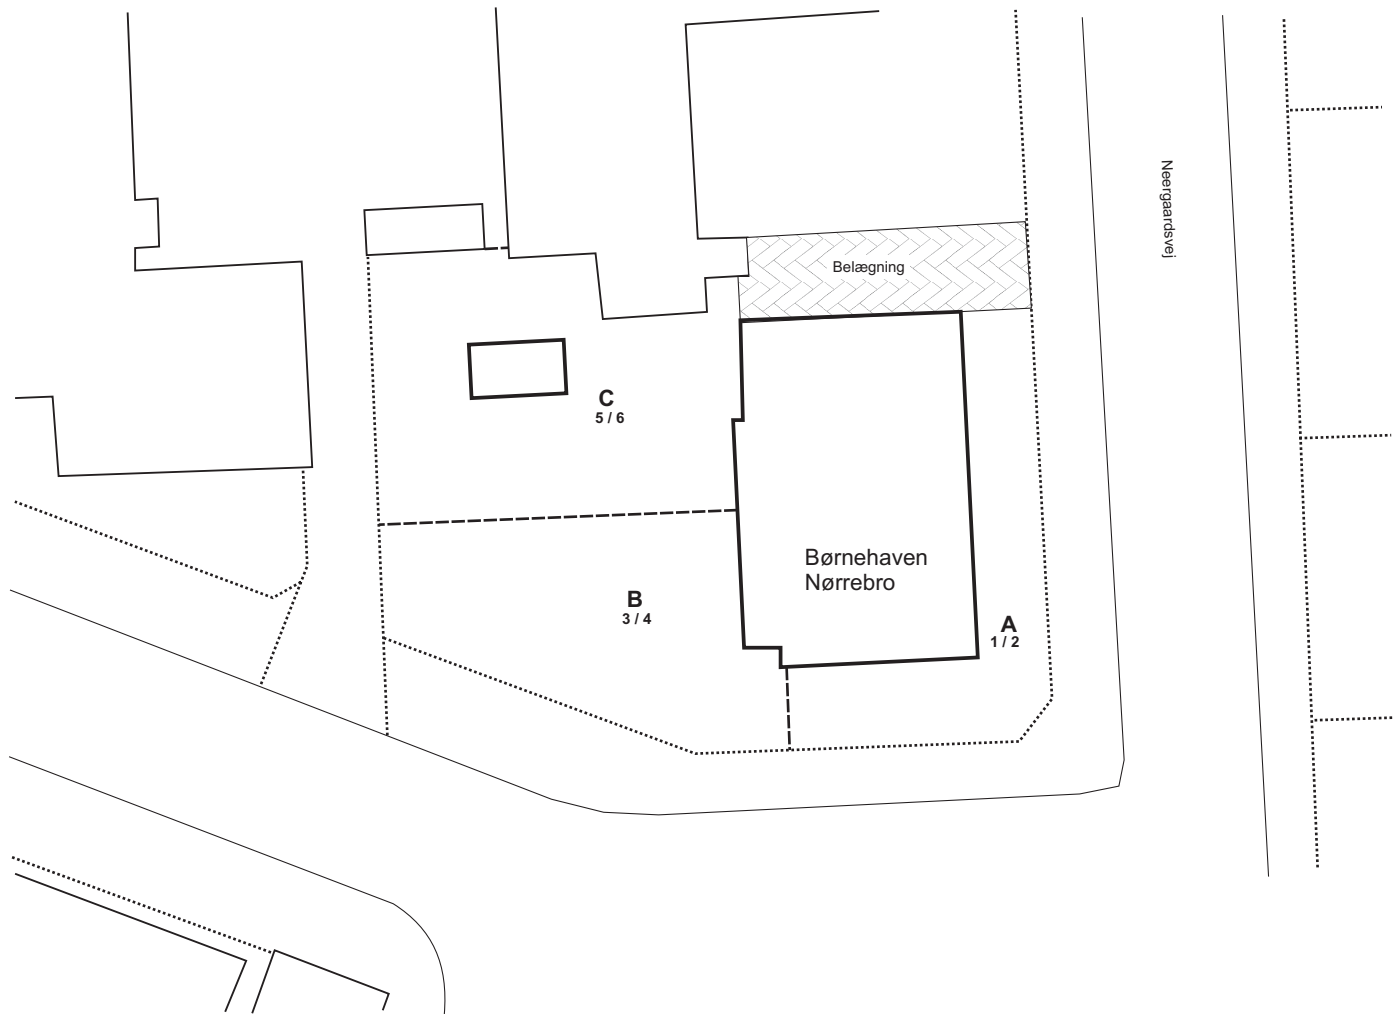 Neergaardsvej
Belægning
C
5 / 6
Børnehaven
Nørrebro
B
3 / 4
A
1 / 2